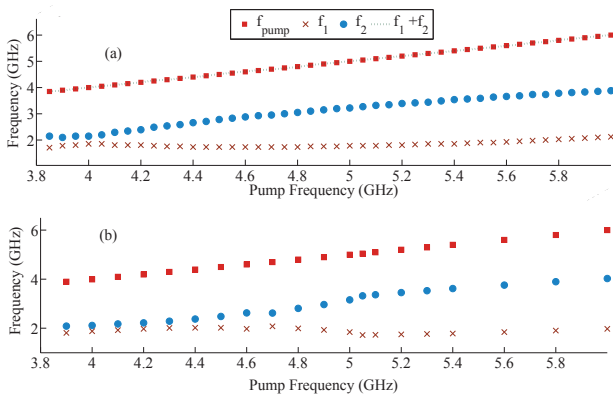 f_pump f_1 f_2 f_1 +f_2
(a)
Frequency (GHz)
6
5
4
3
2
3.8 4 4.2 4.4 4.6 4.8 5 5.2 5.4 5.6 5.8
Pump Frequency (GHz)
(b)
Frequency (GHz)
6
4
2
3.8 4 4.2 4.4 4.6 4.8 5 5.2 5.4 5.6 5.8
Pump Frequency (GHz)